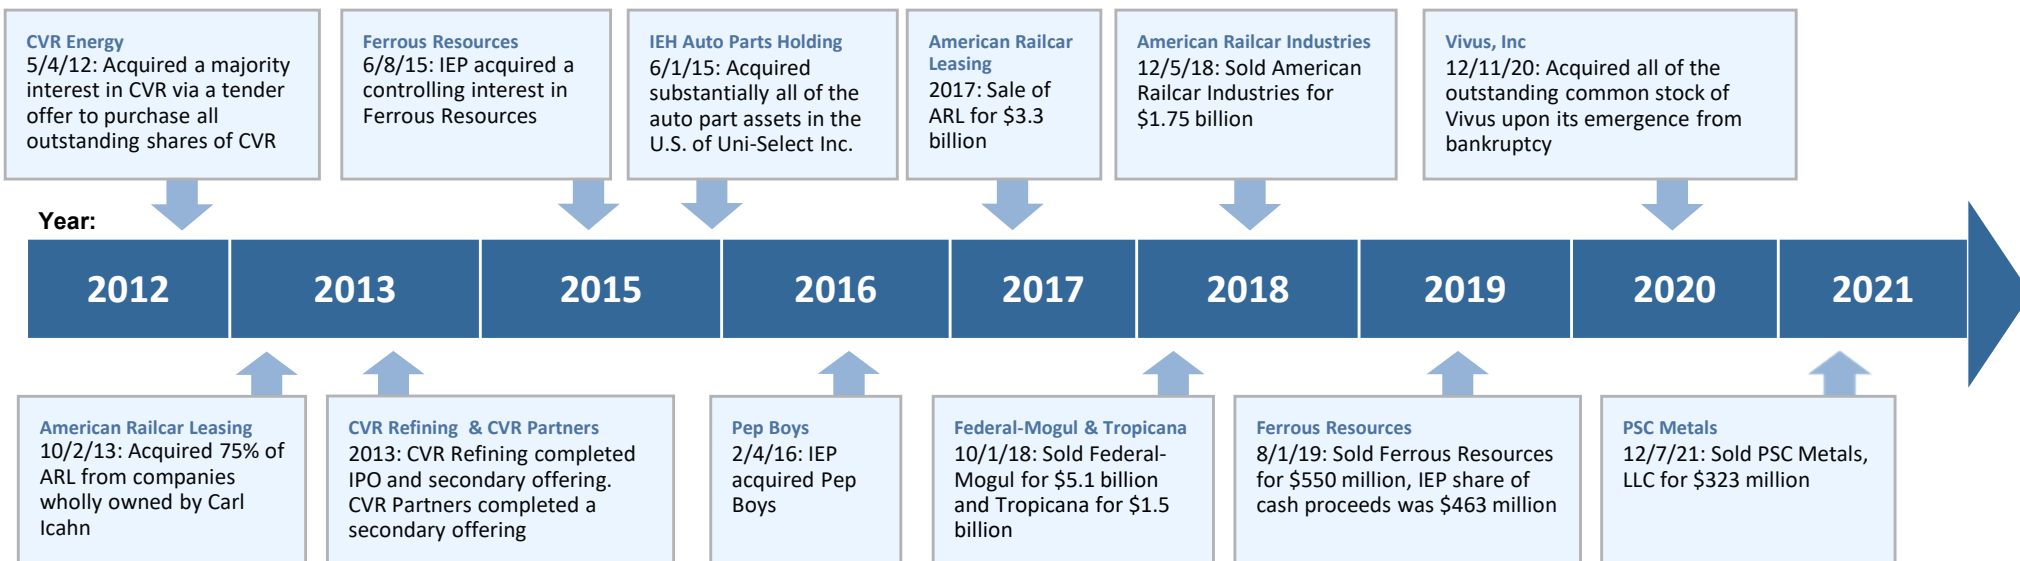 CVR Energy
5/4/12: Acquired a majority
interest in CVR via a tender
offer to purchase all
outstanding shares of CVR
Ferrous Resources
6/8/15: IEP acquired a
controlling interest in
Ferrous Resources
IEH Auto Parts Holding
6/1/15: Acquired
substantially all of the
auto part assets in the
U.S. of Uni-Select Inc.
American Railcar
Leasing
2017: Sale of
ARL for $3.3
billion
American Railcar Industries
12/5/18: Sold American
Railcar Industries for
$1.75 billion
Vivus, Inc
12/11/20: Acquired all of the
outstanding common stock of
Vivus upon its emergence from
bankruptcy
Year:
2012 2013 2015 2016 2017 2018 2019 2020 2021
American Railcar Leasing
10/2/13: Acquired 75% of
ARL from companies
wholly owned by Carl
Icahn
CVR Refining & CVR Partners
2013: CVR Refining completed
IPO and secondary offering.
CVR Partners completed a
secondary offering
Pep Boys
2/4/16: IEP
acquired Pep
Boys
Federal-Mogul & Tropicana
10/1/18: Sold Federal-
Mogul for $5.1 billion
and Tropicana for $1.5
billion
Ferrous Resources
8/1/19: Sold Ferrous Resources
for $550 million, IEP share of
cash proceeds was $463 million
PSC Metals
12/7/21: Sold PSC Metals,
LLC for $323 million